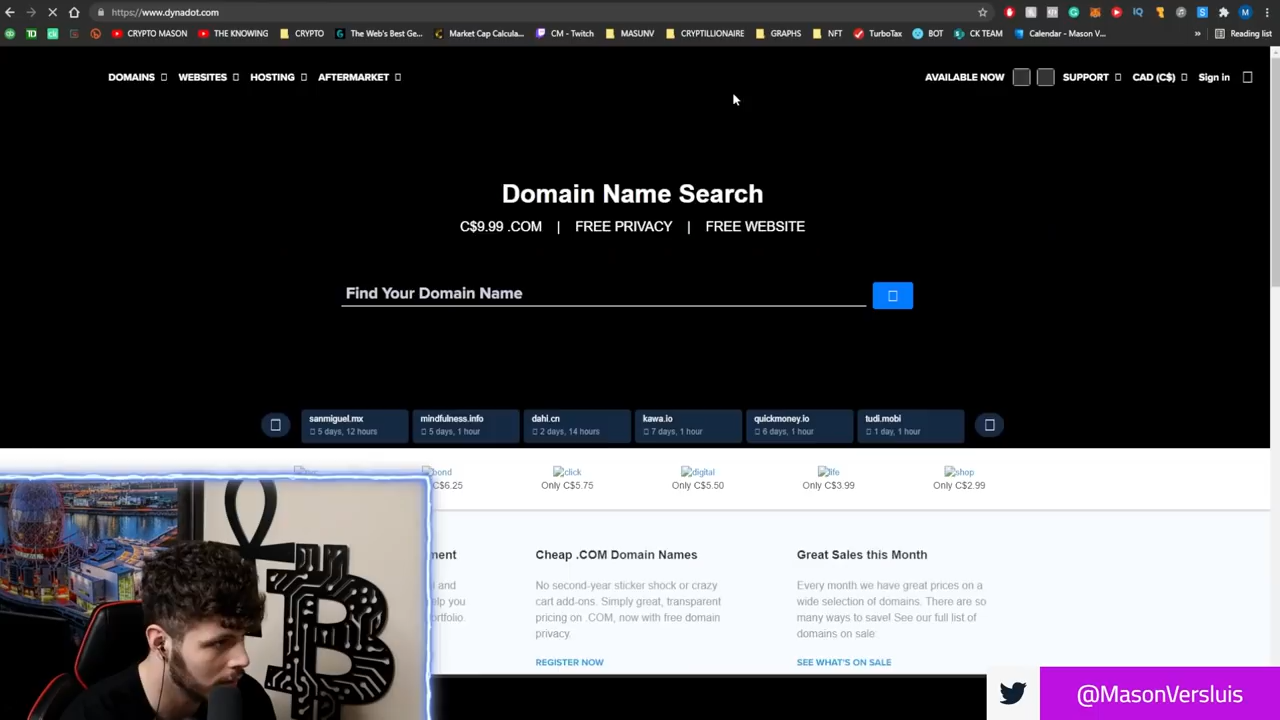 https://www.dynadot.com
CRYPTO MASON THE KNOWING CRYPTO The Web's Best Ge... Market Cap Calcula... CM - Twitch MASUNV CRYPTILLIONAIRE GRAPHS NFT TurboTax BOT CK TEAM Calendar - Mason V... » Reading list
DOMAINS WEBSITES HOSTING AFTERMARKET AVAILABLE NOW SUPPORT CAD (C$) Sign in
Domain Name Search
C$9.99 .COM | FREE PRIVACY | FREE WEBSITE
Find Your Domain Name
sanmiguel.mx mindfulness.info dahi.cn kawa.io quickmoney.io tudi.mobi
5 days, 12 hours 5 days, 1 hour 2 days, 14 hours 7 days, 1 hour 6 days, 1 hour 1 day, 1 hour
click digital life shop
C$6.25 Only C$5.75 Only C$5.50 Only C$3.99 Only C$2.99
Cheap .COM Domain Names Great Sales this Month
No second-year sticker shock or crazy Every month we have great prices on a
cart add-ons. Simply great, transparent wide selection of domains. There are so
pricing on .COM, now with free domain many ways to save! See our full list of
privacy. domains on sale
REGISTER NOW SEE WHAT'S ON SALE
@MasonVersluis